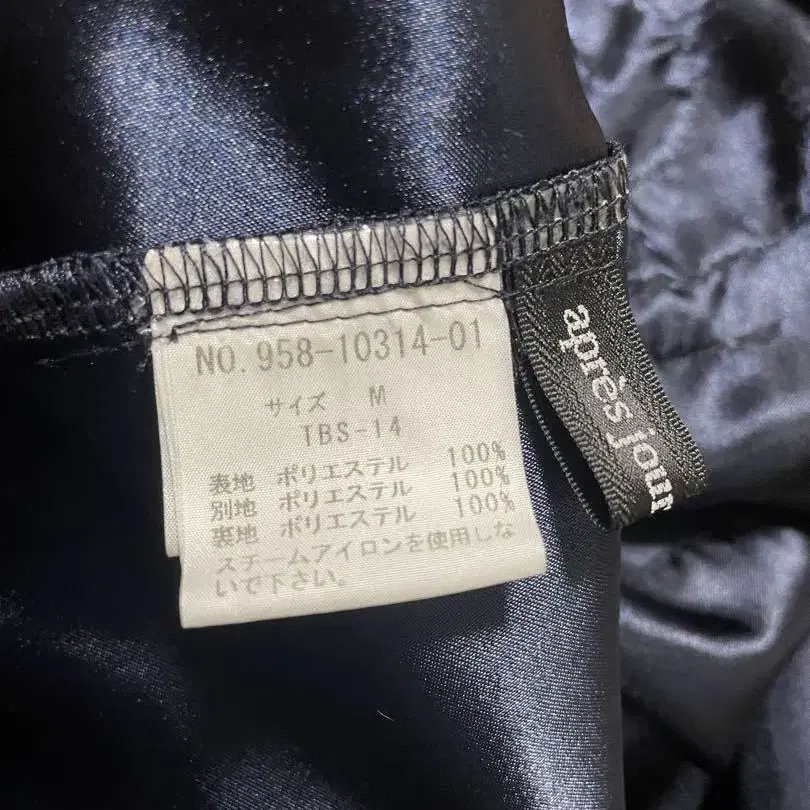 NO. 958-10314-01
サイズ M
TBS-14
表地 ポリエステル 100%
別地 ポリエステル 100%
裏地 ポリエステル 100%
スチームアイロンを使用しな
いで下さい。
après jour